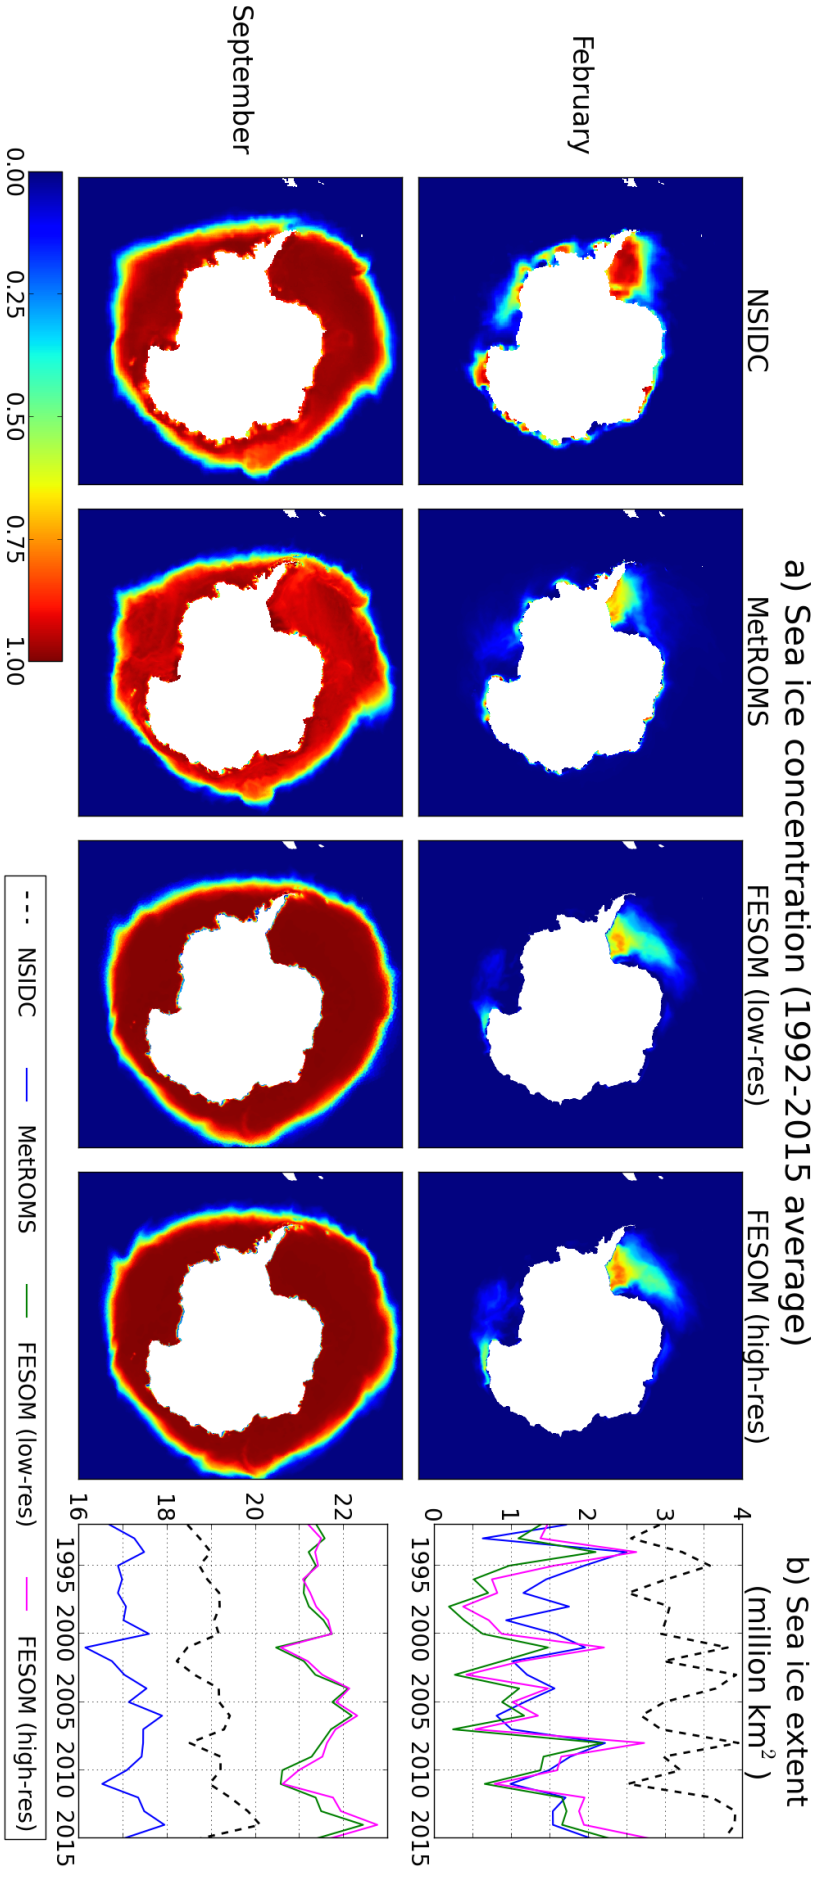 a) Sea ice concentration (1992-2015 average)
b) Sea ice extent
(million km²)
NSIDC
MetROMS
FESOM (low-res)
FESOM (high-res)
February
4
3
2
1
0
1995 2000 2005 2010 2015
September
22
20
18
16
1995 2000 2005 2010 2015
0.00 0.25 0.50 0.75 1.00
NSIDC MetROMS FESOM (low-res) FESOM (high-res)